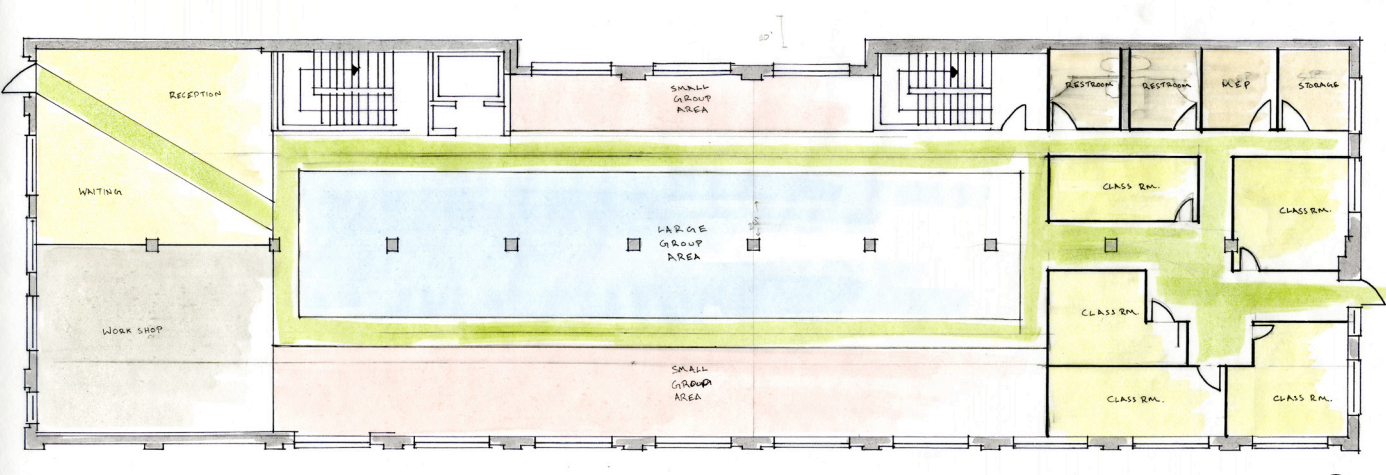 20'
RECEPTION
SMALL
GROUP
AREA
RESTROOM
RESTROOM
MEP
STORAGE
WAITING
CLASS RM.
CLASS RM.
LARGE
GROUP
AREA
WORK SHOP
CLASS RM
SMALL
GROUP
AREA
CLASS RM.
CLASS RM.